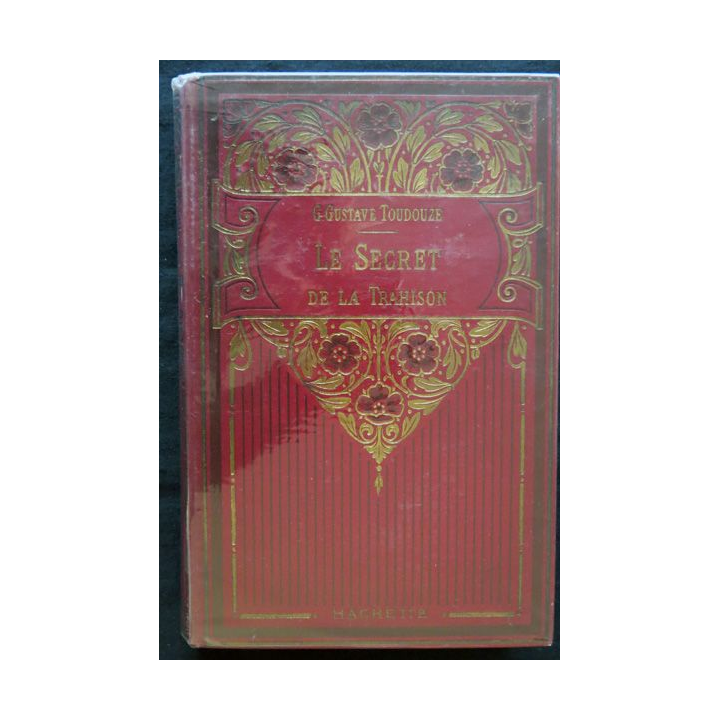 G-GUSTAVE TOUDOUZE
LE SECRET
DE LA TRAHISON
HACHETTE